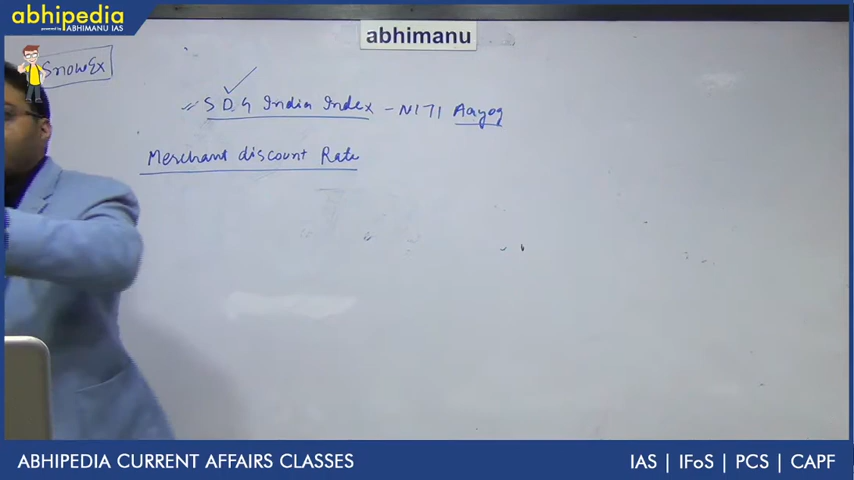 abhipedia
powered by ABHIMANU IAS
abhimanu
SnowEx
SDG India Index - NITI Aayog
Merchant discount Rate
ABHIPEDIA CURRENT AFFAIRS CLASSES
IAS | IFoS | PCS | CAPF